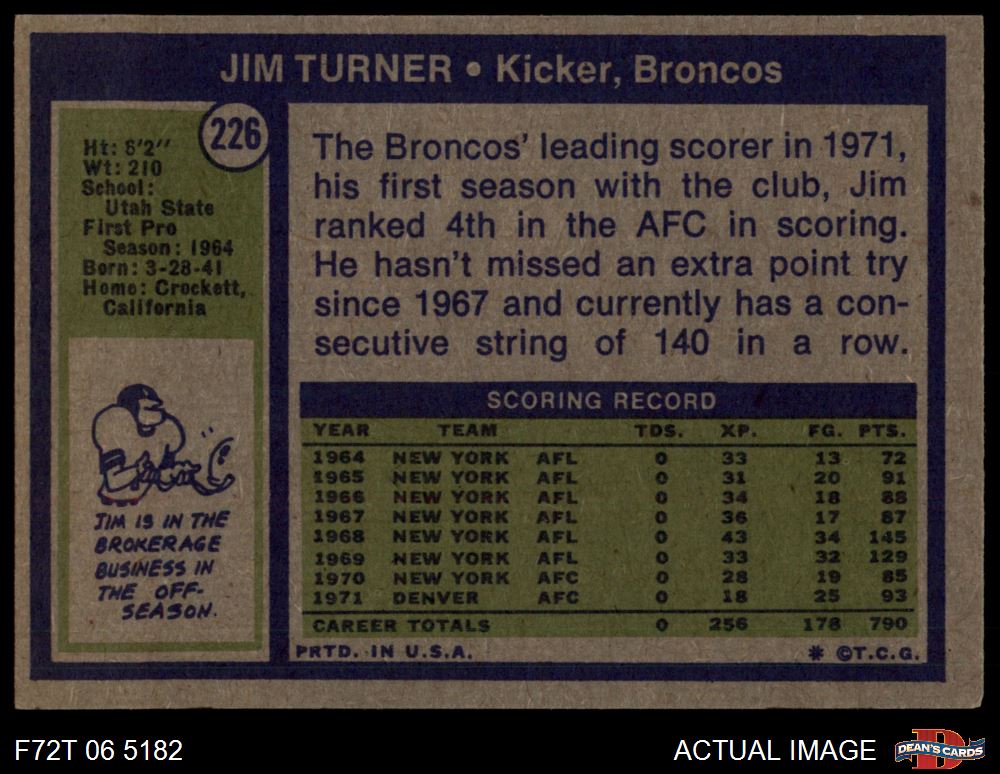 JIM TURNER • Kicker, Broncos
226
Ht: 6'2"
Wt: 210
School:
Utah State
First Pro
Season: 1964
Born: 3-28-41
Home: Crockett,
California
JIM IS IN THE
BROKERAGE
BUSINESS IN
THE OFF-
SEASON.
The Broncos' leading scorer in 1971,
his first season with the club, Jim
ranked 4th in the AFC in scoring.
He hasn't missed an extra point try
since 1967 and currently has a con-
secutive string of 140 in a row.
SCORING RECORD
YEAR TEAM TDS. XP. FG. PTS.
1964 NEW YORK AFL 0 33 13 72
1965 NEW YORK AFL 0 31 20 91
1966 NEW YORK AFL 0 34 18 88
1967 NEW YORK AFL 0 36 17 87
1968 NEW YORK AFL 0 43 34 145
1969 NEW YORK AFL 0 33 32 129
1970 NEW YORK AFC 0 28 19 85
1971 DENVER AFC 0 18 25 93
CAREER TOTALS 0 256 178 790
PRTD. IN U.S.A. * ©T.C.G.
F72T 06 5182
ACTUAL IMAGE
D
DEAN'S CARDS